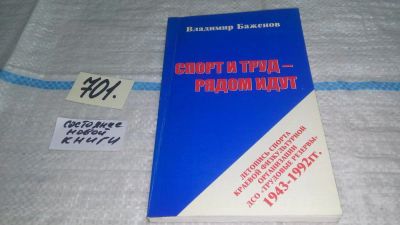 Владимир Баженов
СПОРТ И ТРУД –
РЯДОМ ИДУТ
ЛЕТОПИСЬ СПОРТА
КРАЕВОЙ ФИЗКУЛЬТУРНОЙ
ОРГАНИЗАЦИИ
ДСО «ТРУДОВЫЕ РЕЗЕРВЫ»
1943-1992гг.
701.
состояние
новой
книги